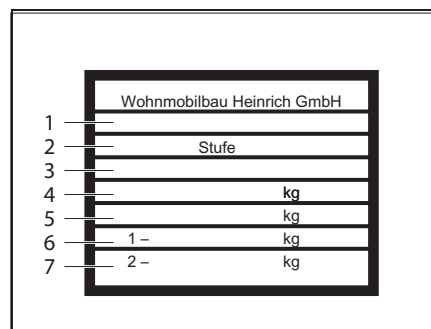 Wohnmobilbau Heinrich GmbH
1
2 Stufe
3
4 kg
5 kg
6 1 – kg
7 2 – kg